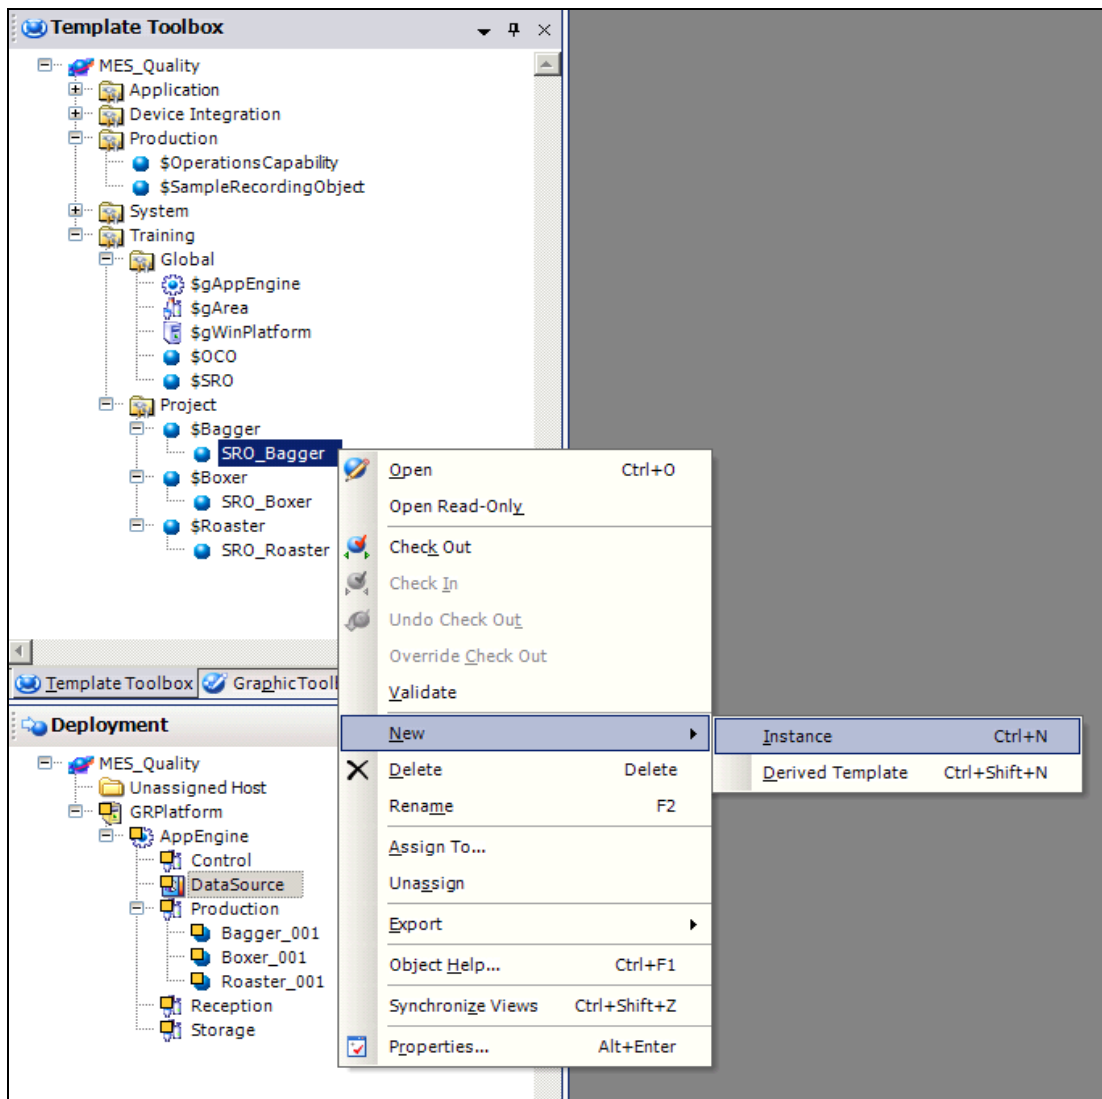 Template Toolbox
MES_Quality
Application
Device Integration
Production
$OperationsCapability
$SampleRecordingObject
System
Training
Global
$gAppEngine
$gArea
$gWinPlatform
$OCO
$SRO
Project
$Bagger
SRO_Bagger
$Boxer
SRO_Boxer
$Roaster
SRO_Roaster
Open Ctrl+O
Open Read-Only
Check Out
Check In
Undo Check Out
Override Check Out
Validate
New
Delete Delete
Rename F2
Assign To...
Unassign
Export
Object Help... Ctrl+F1
Synchronize Views Ctrl+Shift+Z
Properties... Alt+Enter
Instance Ctrl+N
Derived Template Ctrl+Shift+N
Template Toolbox GraphicTool
Deployment
MES_Quality
Unassigned Host
GRPlatform
AppEngine
Control
DataSource
Production
Bagger_001
Boxer_001
Roaster_001
Reception
Storage